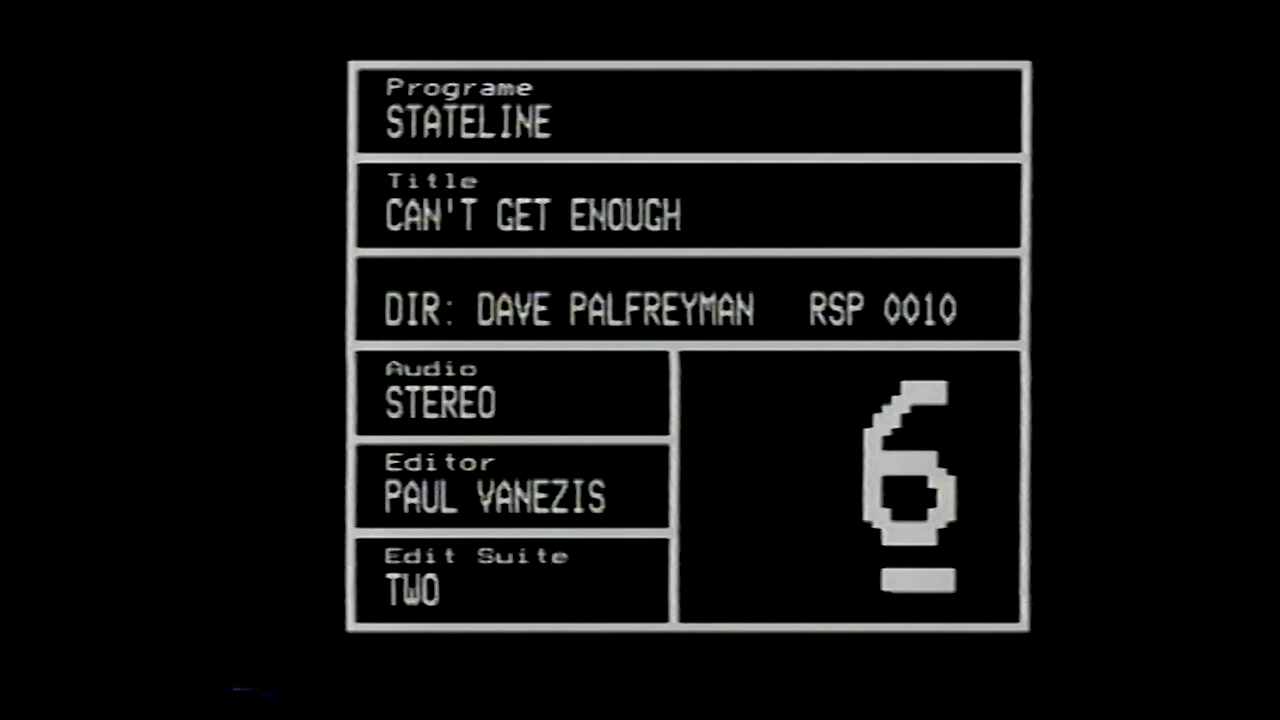 Programe
STATELINE
Title
CAN'T GET ENOUGH
DIR: DAVE PALFREYMAN RSP 0010
Audio
STEREO
Editor
PAUL VANEZIS
Edit Suite
TWO
6